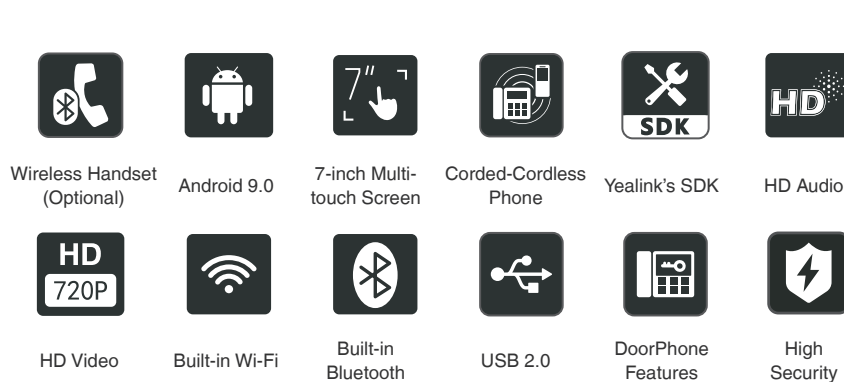 7"
SDK
HD
Wireless Handset
(Optional)
Android 9.0
7-inch Multi-
touch Screen
Corded-Cordless
Phone
Yealink's SDK
HD Audio
HD
720P
HD Video
Built-in Wi-Fi
Built-in
Bluetooth
USB 2.0
DoorPhone
Features
High
Security